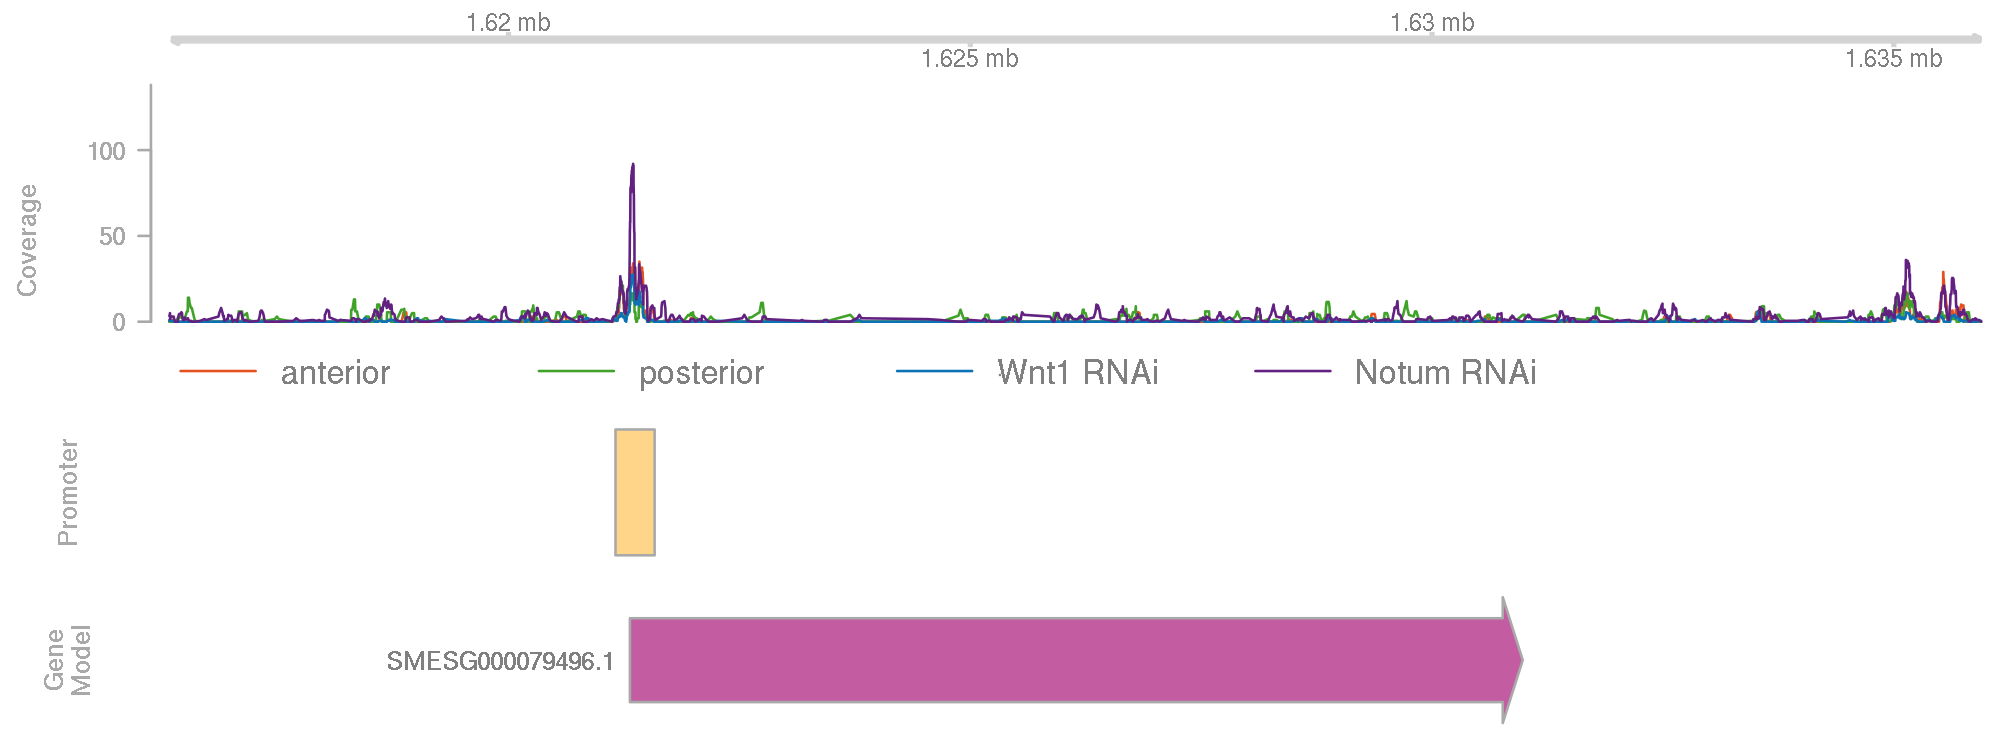 1.62 mb
1.63 mb
1.625 mb
1.635 mb
Coverage
100
50
0
anterior
posterior
Wnt1 RNAi
Notum RNAi
Promoter
Gene
Model
SMESG000079496.1